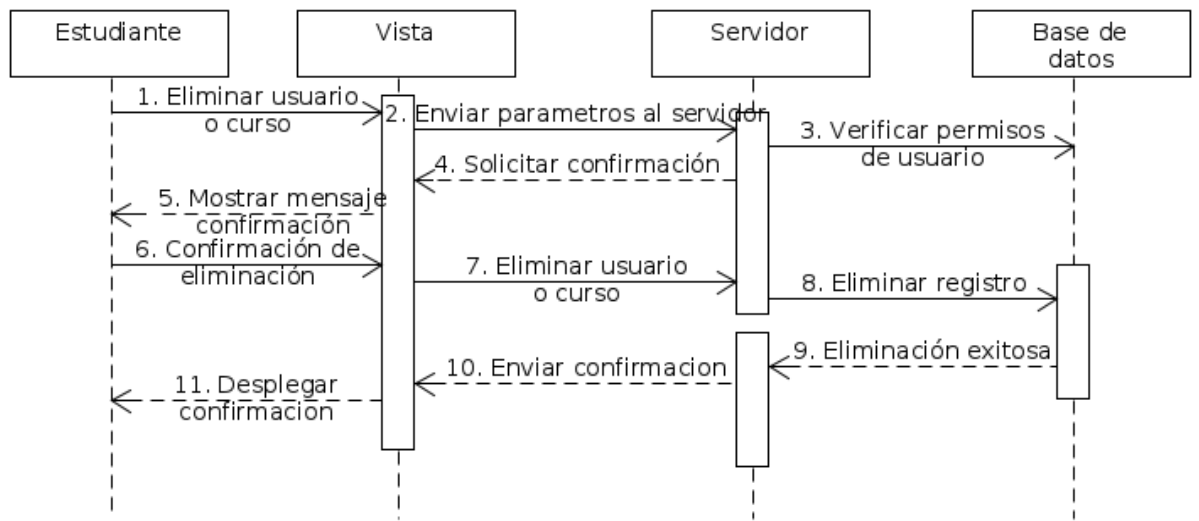 Estudiante
Vista
Servidor
Base de
datos
1. Eliminar usuario
o curso
2. Enviar parametros al servidor
3. Verificar permisos
de usuario
4. Solicitar confirmación
5. Mostrar mensaje
confirmación
6. Confirmación de
eliminación
7. Eliminar usuario
o curso
8. Eliminar registro
9. Eliminación exitosa
10. Enviar confirmacion
11. Desplegar
confirmacion